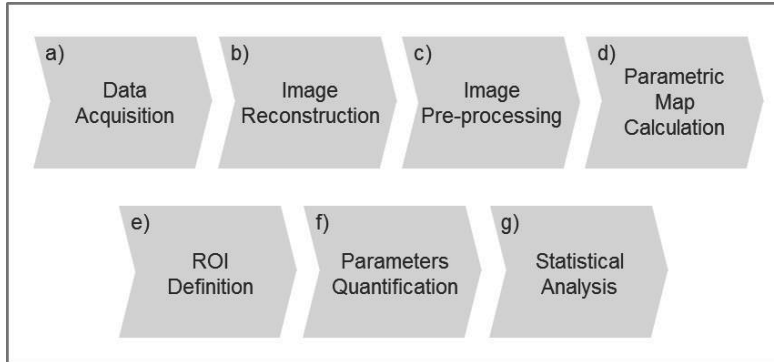 a)
Data
Acquisition
b)
Image
Reconstruction
c)
Image
Pre-processing
d)
Parametric
Map
Calculation
e)
ROI
Definition
f)
Parameters
Quantification
g)
Statistical
Analysis